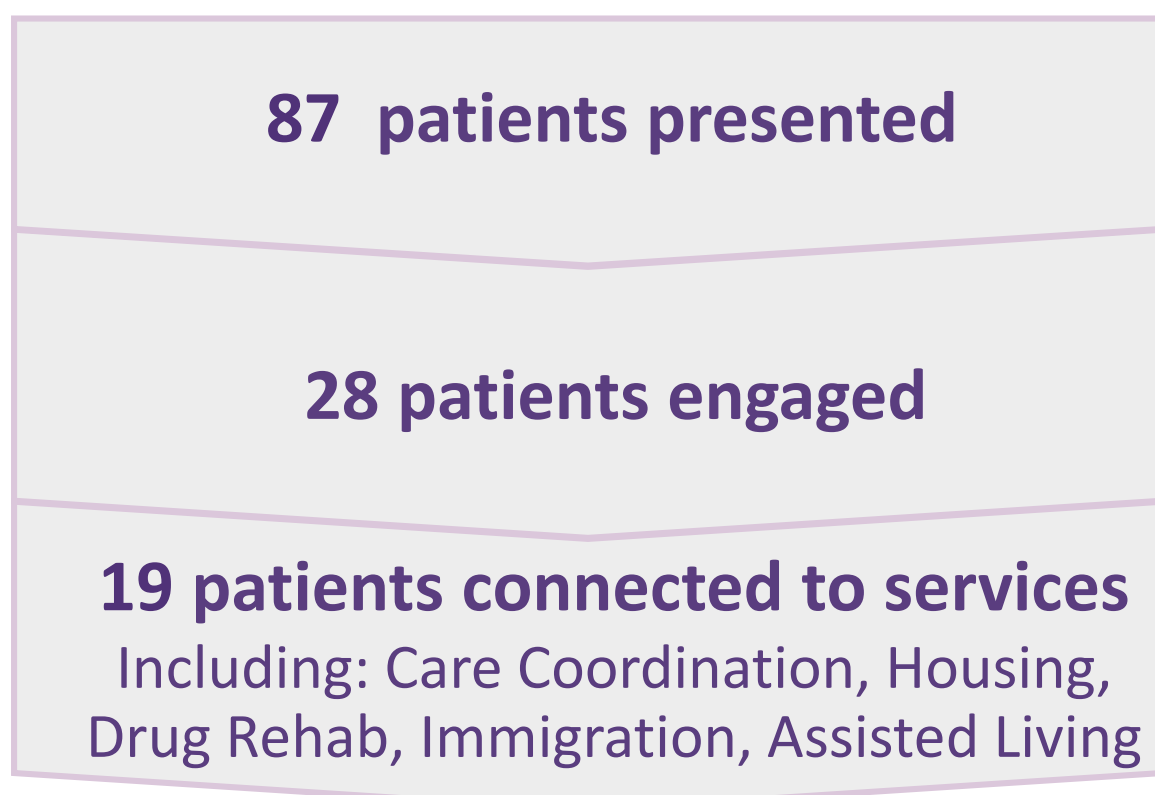 87  patients presented
28 patients engaged
19 patients connected to services
Including: Care Coordination, Housing,
Drug Rehab, Immigration, Assisted Living